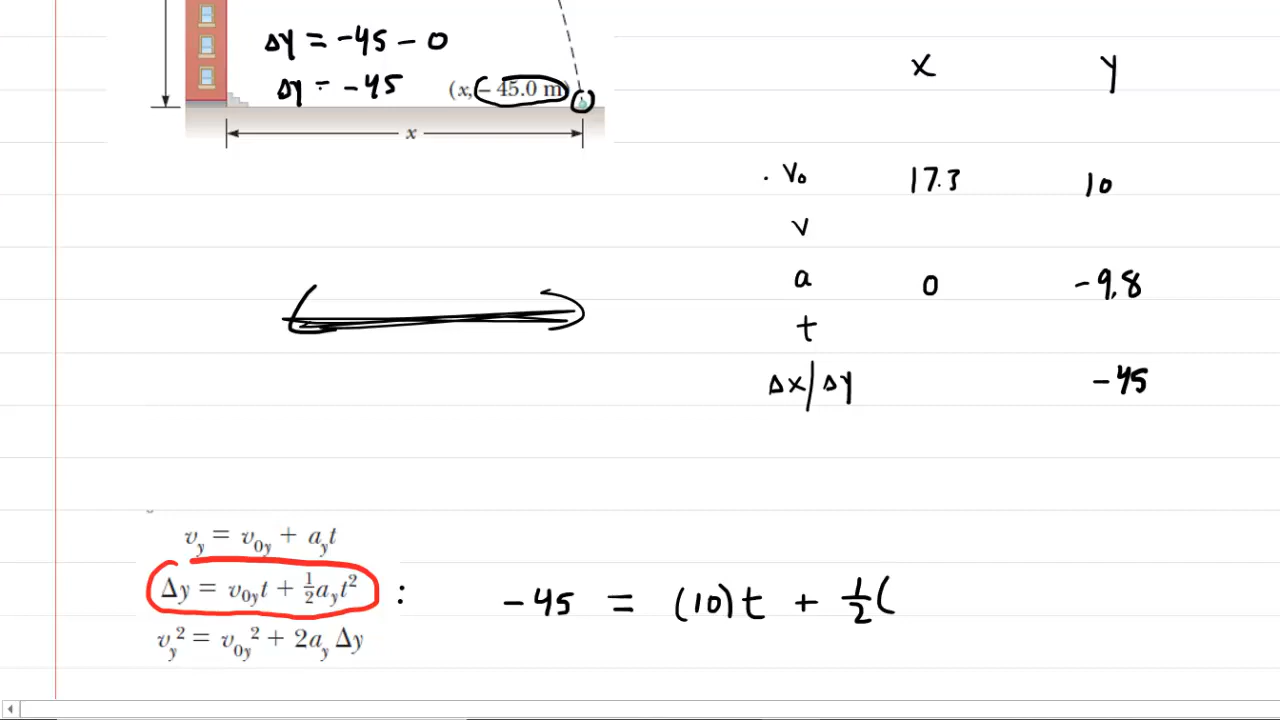 Δy = -45 - 0
Δy = -45
(x, - 45.0 m)
x
x y
v₀ 17.3 10
v
a 0 -9.8
t
Δx/Δy -45
v_y = v_0y + a_y t
Δy = v_0y t + ½ a_y t² :
-45 = (10)t + ½(
v_y² = v_0y² + 2a_y Δy